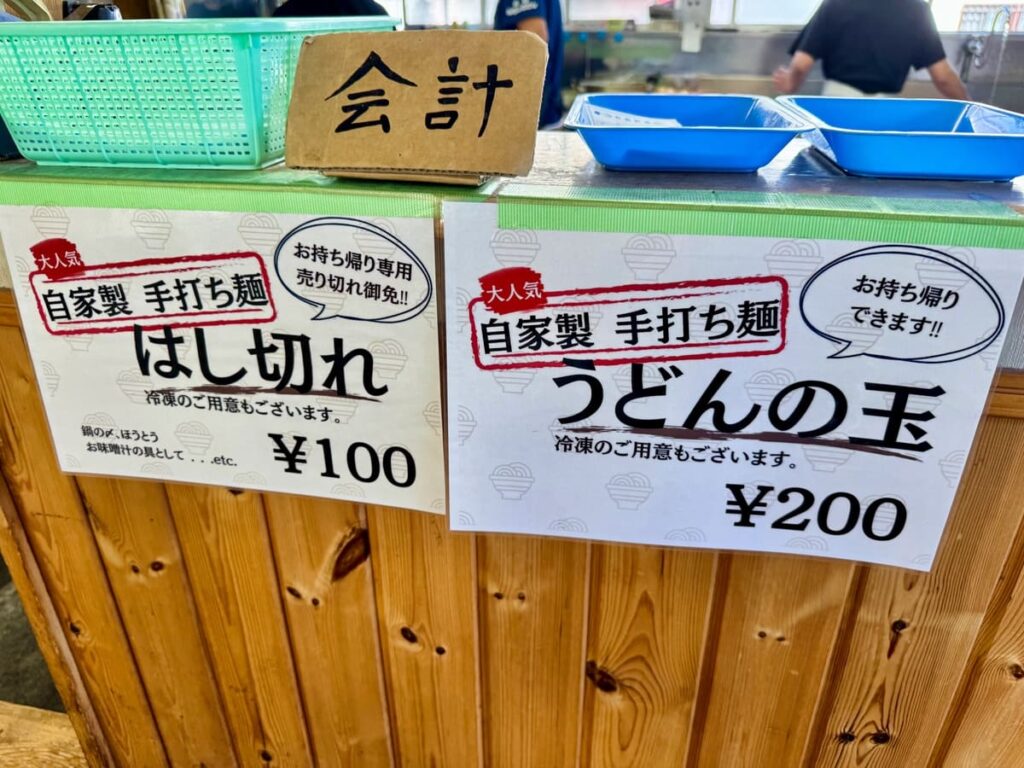 会計
大人気
自家製 手打ち麺
お持ち帰り専用
売り切れ御免!!
はし切れ
冷凍のご用意もございます。
鍋の〆、ほうとう
お味噌汁の具として . . .etc.
¥100
大人気
自家製 手打ち麺
お持ち帰り
できます!!
うどんの玉
冷凍のご用意もございます。
¥200